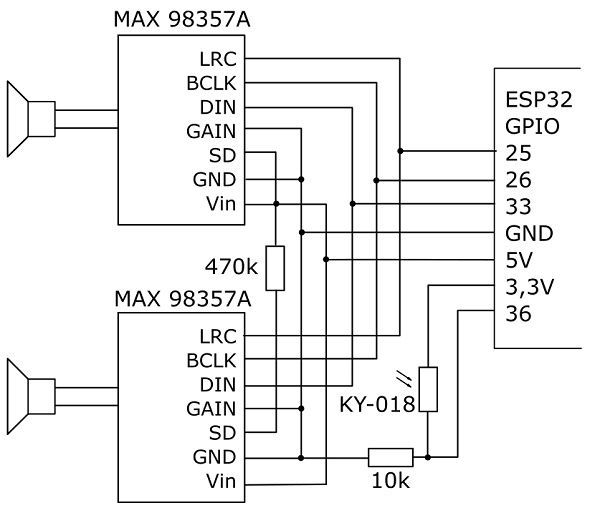 MAX 98357A
LRC
BCLK
DIN
GAIN
SD
GND
Vin
ESP32
GPIO
25
26
33
GND
5V
3,3V
36
470k
MAX 98357A
LRC
BCLK
DIN
GAIN
SD
GND
Vin
KY-018
10k